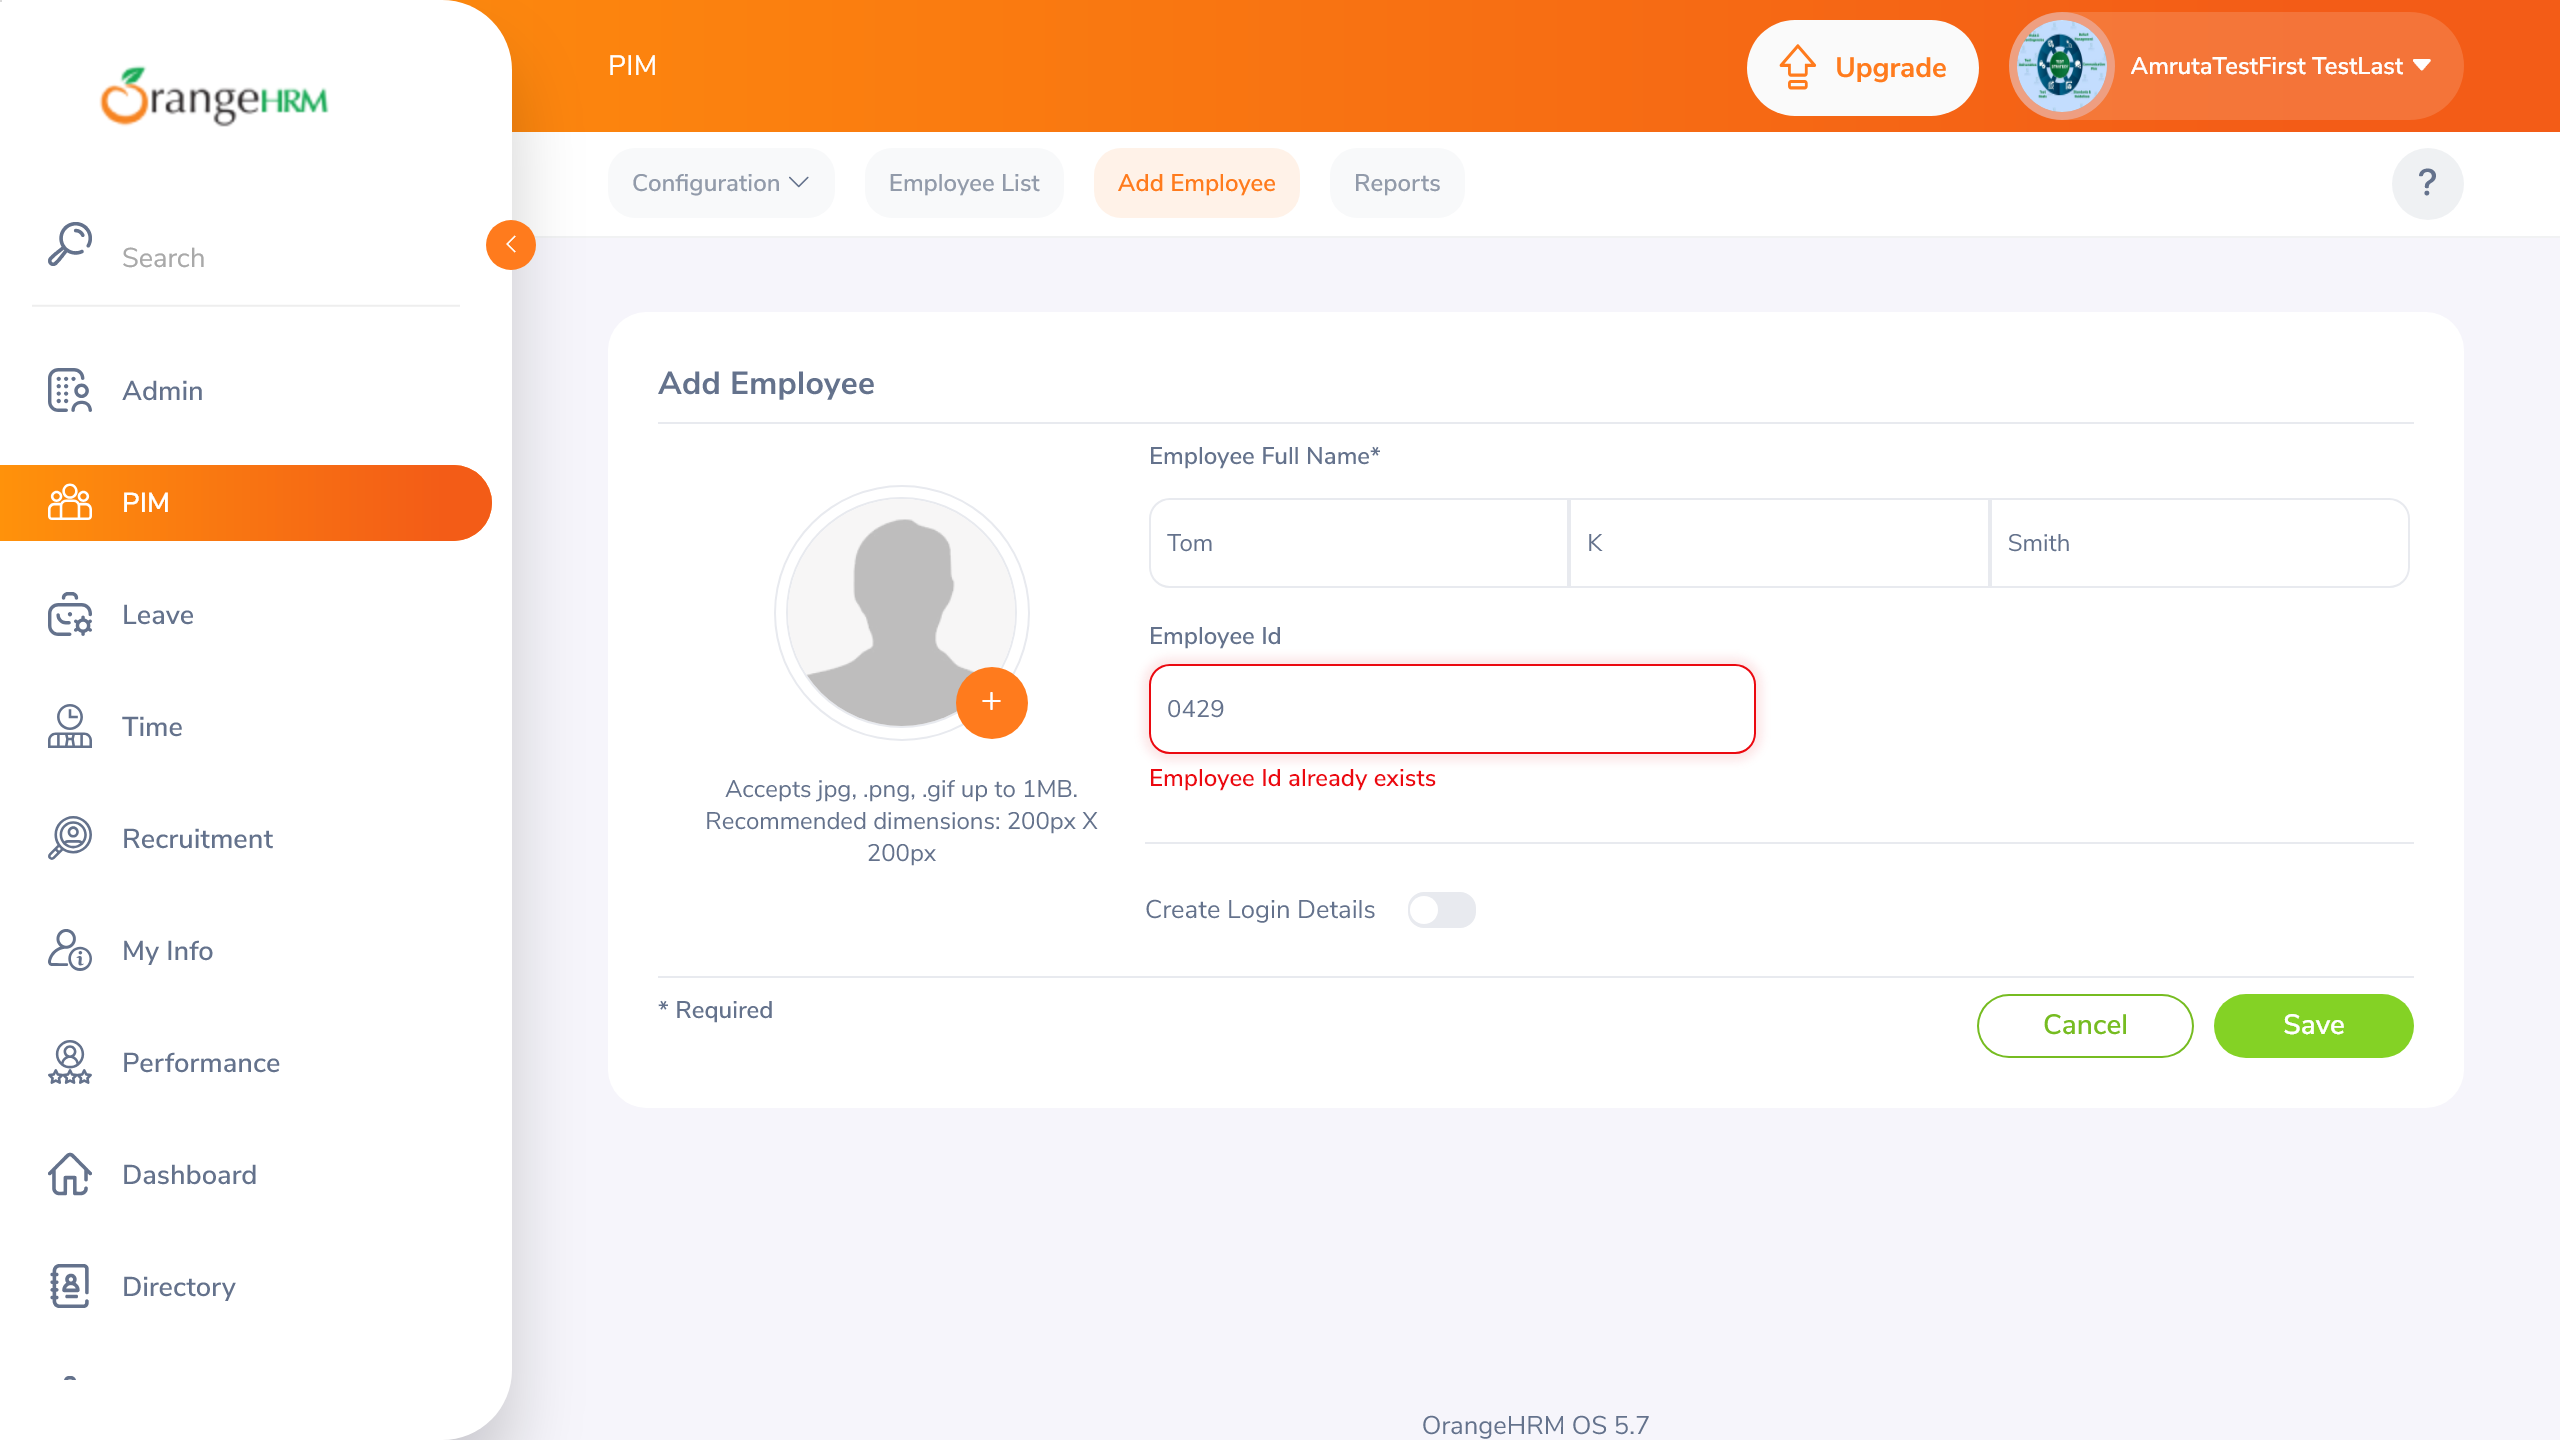 OrangeHRM
Search
Admin
PIM
Leave
Time
Recruitment
My Info
Performance
Dashboard
Directory
PIM
Upgrade
AmrutaTestFirst TestLast
Configuration
Employee List
Add Employee
Reports
?
Add Employee
Accepts jpg, .png, .gif up to 1MB.
Recommended dimensions: 200px X
200px
Employee Full Name*
Tom
K
Smith
Employee Id
0429
Employee Id already exists
Create Login Details
* Required
Cancel
Save
OrangeHRM OS 5.7